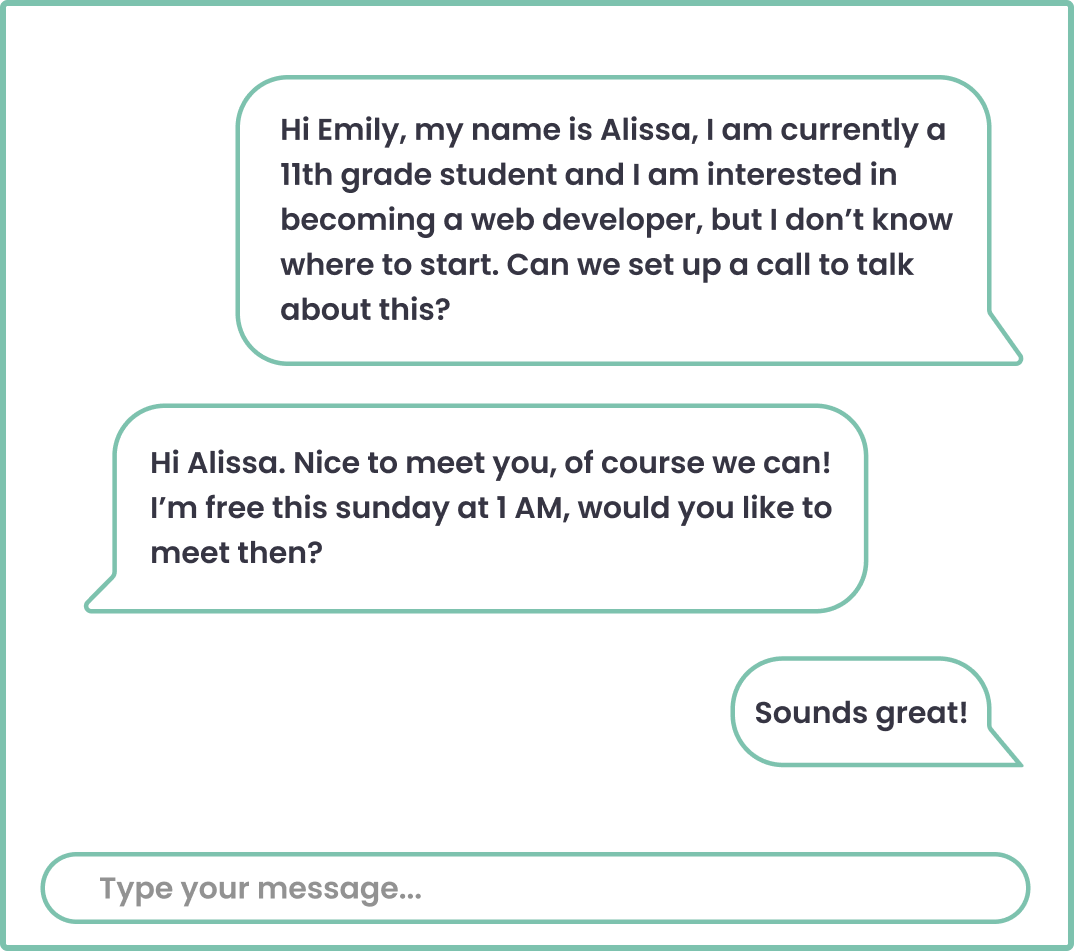 Hi Emily, my name is Alissa, I am currently a
11th grade student and I am interested in
becoming a web developer, but I don’t know
where to start. Can we set up a call to talk
about this?
Hi Alissa. Nice to meet you, of course we can!
I’m free this sunday at 1 AM, would you like to
meet then?
Sounds great!
Type your message...